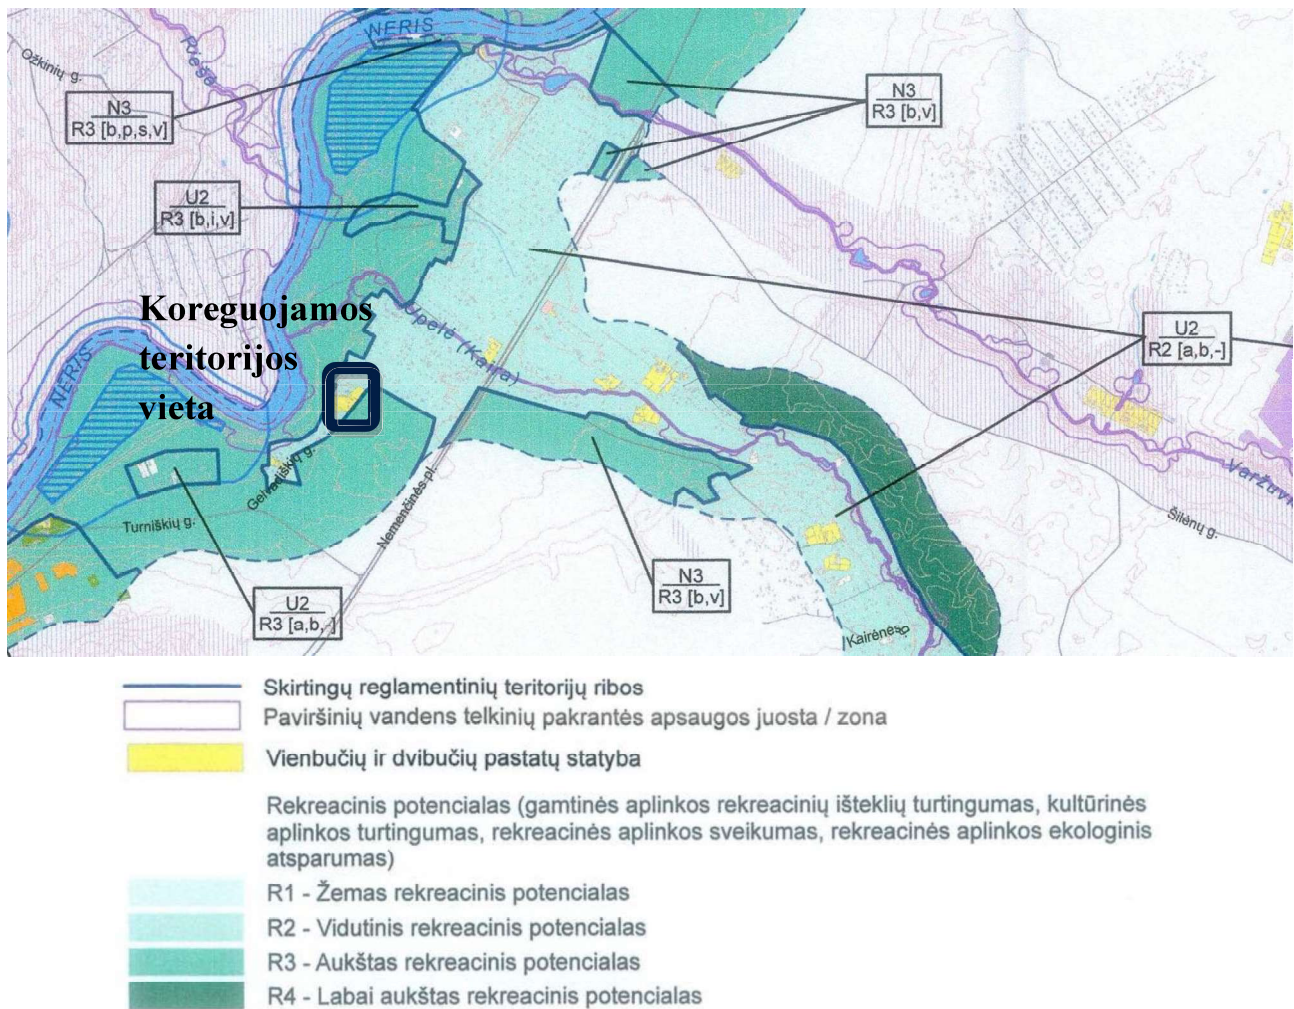 NERIS
Ožkinių g.
Riešė
N3
R3 [b,p,s,v]
N3
R3 [b,v]
U2
R3 [b,i,v]
Koreguojamos
teritorijos
vieta
NERIS
Upelė (Kaira)
U2
R2 [a,b,-]
Geivadiškių g.
Nemenčinės pl.
Turniškių g.
Šilėnų g.
N3
R3 [b,v]
U2
R3 [a,b,-]
Skirtingų reglamentinių teritorijų ribos
Paviršinių vandens telkinių pakrantės apsaugos juosta / zona
Vienbučių ir dvibučių pastatų statyba
Rekreacinis potencialas (gamtinės aplinkos rekreacinių išteklių turtingumas, kultūrinės
aplinkos turtingumas, rekreacinės aplinkos sveikumas, rekreacinės aplinkos ekologinis
atsparumas)
R1 - Žemas rekreacinis potencialas
R2 - Vidutinis rekreacinis potencialas
R3 - Aukštas rekreacinis potencialas
R4 - Labai aukštas rekreacinis potencialas